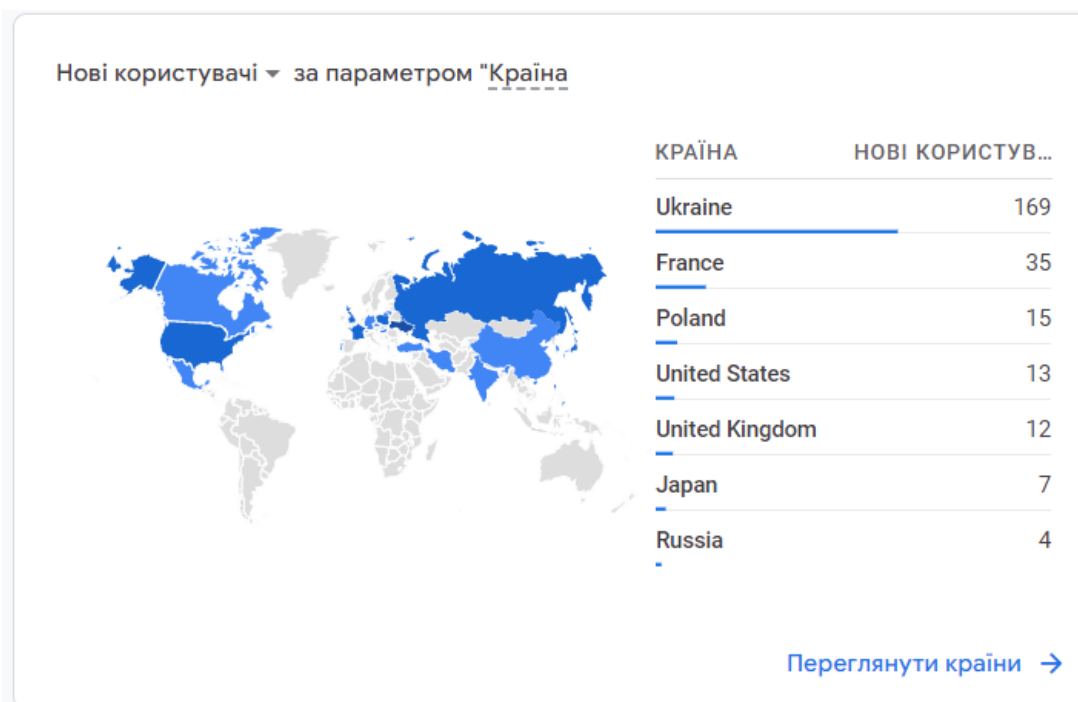 Нові користувачі за параметром "Країна
КРАЇНА НОВІ КОРИСТУВ...
Ukraine 169
France 35
Poland 15
United States 13
United Kingdom 12
Japan 7
Russia 4
Переглянути країни →